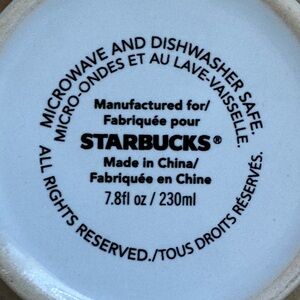 MICROWAVE AND DISHWASHER SAFE.
MICRO-ONDES ET AU LAVE-VAISSELLE.
Manufactured for/
Fabriquée pour
STARBUCKS®
Made in China/
Fabriquée en Chine
7.8fl oz / 230ml
ALL RIGHTS RESERVED./TOUS DROITS RÉSERVÉS.